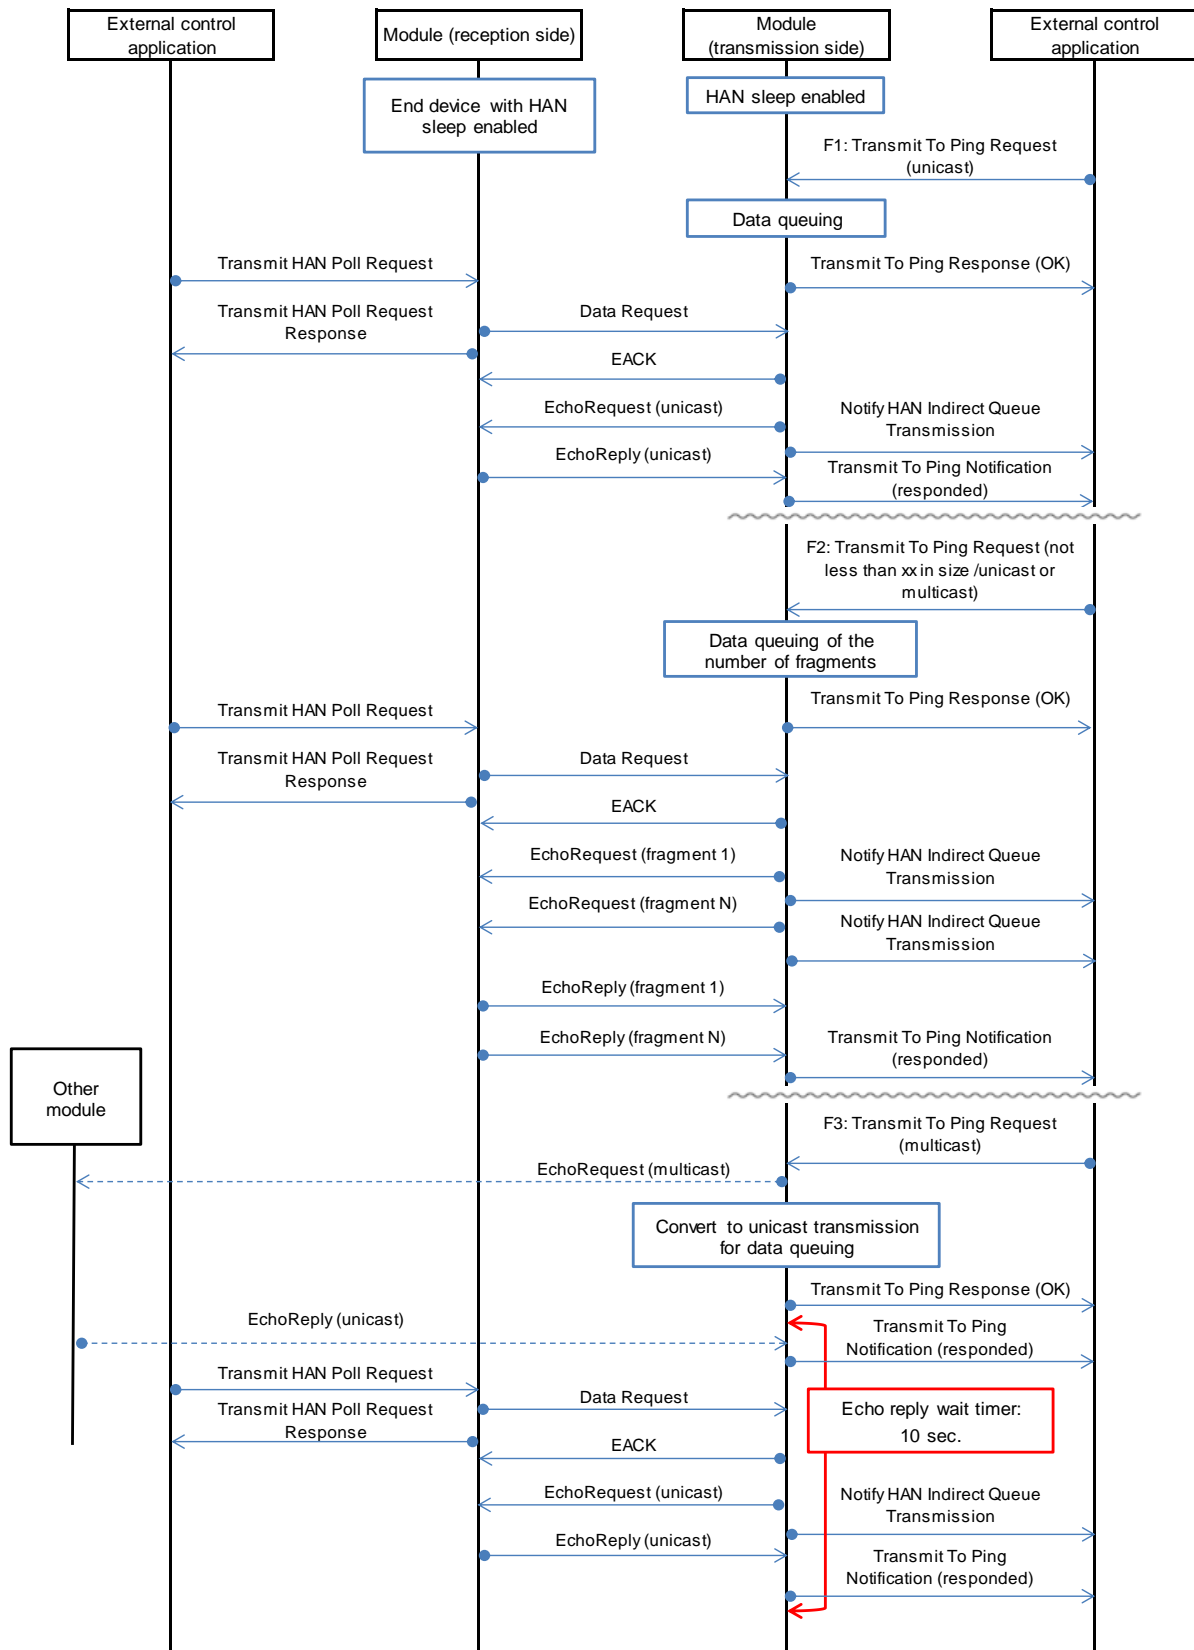 External control
application
Module (reception side)
Module
(transmission side)
External control
application
End device with HAN
sleep enabled
HAN sleep enabled
F1: Transmit To Ping Request
(unicast)
Data queuing
Transmit HAN Poll Request
Transmit To Ping Response (OK)
Transmit HAN Poll Request
Response
Data Request
EACK
EchoRequest (unicast)
Notify HAN Indirect Queue
Transmission
EchoReply (unicast)
Transmit To Ping Notification
(responded)
F2: Transmit To Ping Request (not
less than xx in size /unicast or
multicast)
Data queuing of the
number of fragments
Transmit HAN Poll Request
Transmit To Ping Response (OK)
Transmit HAN Poll Request
Response
Data Request
EACK
EchoRequest (fragment 1)
Notify HAN Indirect Queue
Transmission
EchoRequest (fragment N)
Notify HAN Indirect Queue
Transmission
EchoReply (fragment 1)
EchoReply (fragment N)
Transmit To Ping Notification
(responded)
Other
module
F3: Transmit To Ping Request
(multicast)
EchoRequest (multicast)
Convert to unicast transmission
for data queuing
Transmit To Ping Response (OK)
EchoReply (unicast)
Transmit To Ping
Notification (responded)
Transmit HAN Poll Request
Data Request
Transmit HAN Poll Request
Response
Echo reply wait timer:
10 sec.
EACK
EchoRequest (unicast)
Notify HAN Indirect Queue
Transmission
EchoReply (unicast)
Transmit To Ping
Notification (responded)